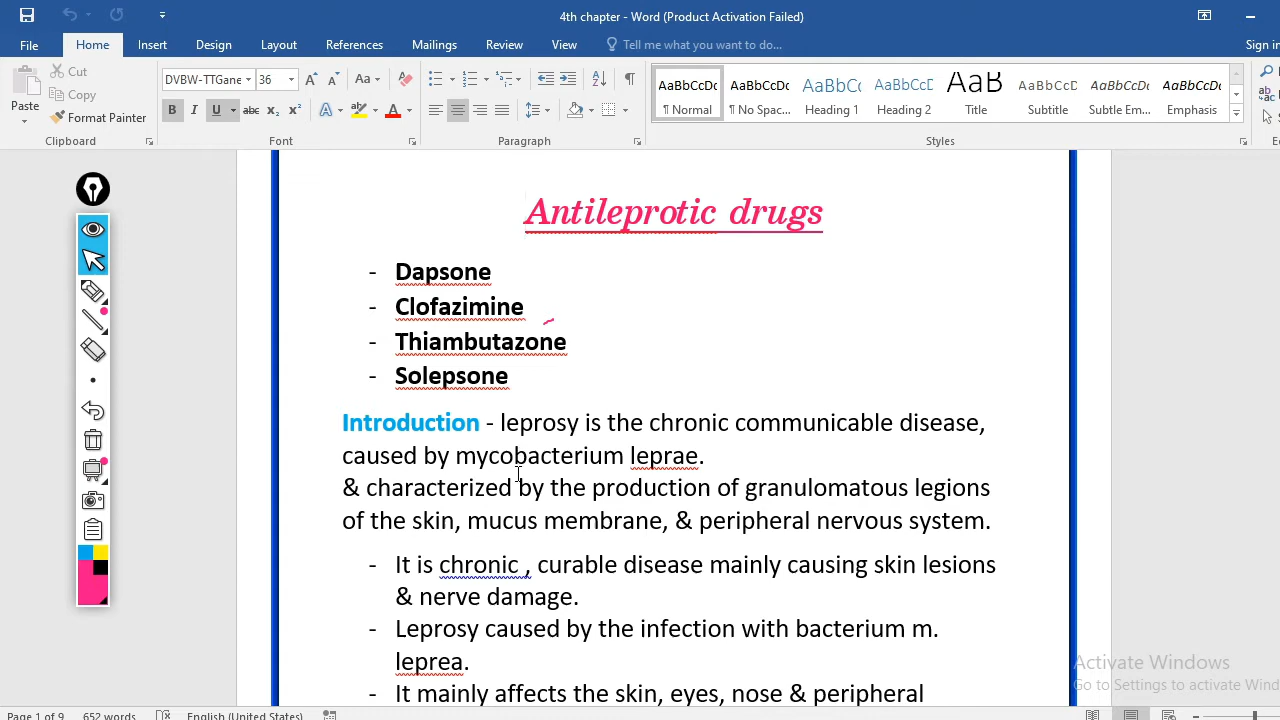 4th chapter - Word (Product Activation Failed)
File Home Insert Design Layout References Mailings Review View Tell me what you want to do... Sign in
Paste
Cut
Copy
Format Painter
Clipboard
DVBW-TTGane 36
Font
Paragraph
AaBbCcDc AaBbCcDc AaBbCc AaBbCcD AaB AaBbCcD AaBbCcDc AaBbCcDc
¶ Normal ¶ No Spac... Heading 1 Heading 2 Title Subtitle Subtle Em... Emphasis
Styles
Antileprotic drugs
- Dapsone
- Clofazimine
- Thiambutazone
- Solepsone
Introduction - leprosy is the chronic communicable disease,
caused by mycobacterium leprae.
& characterized by the production of granulomatous legions
of the skin, mucus membrane, & peripheral nervous system.
- It is chronic , curable disease mainly causing skin lesions
& nerve damage.
- Leprosy caused by the infection with bacterium m.
leprea.
- It mainly affects the skin, eyes, nose & peripheral
Activate Windows
Go to Settings to activate Wind
Page 1 of 9 652 words English (United States)